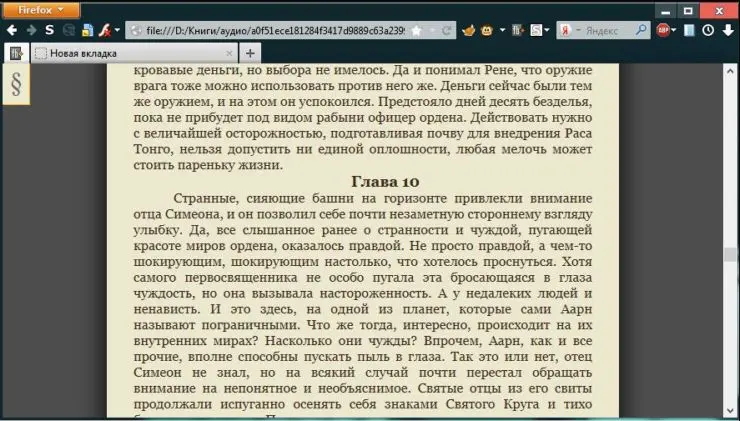 Firefox
file:///D:/Книги/аудио/a0f51ece181284f3417d9889c63a239
Яндекс
Новая вкладка
§
кровавые деньги, но выбора не имелось. Да и понимал Рене, что оружие
врага тоже можно использовать против него же. Деньги сейчас были тем
же оружием, и на этом он успокоился. Предстояло дней десять безделья,
пока не прибудет под видом рабыни офицер ордена. Действовать нужно
с величайшей осторожностью, подготавливая почву для внедрения Раса
Тонго, нельзя допустить ни единой оплошности, любая мелочь может
стоить пареньку жизни.
Глава 10
Странные, сияющие башни на горизонте привлекли внимание
отца Симеона, и он позволил себе почти незаметную стороннему взгляду
улыбку. Да, все слышанное ранее о странности и чуждой, пугающей
красоте миров ордена, оказалось правдой. Не просто правдой, а чем-то
шокирующим, шокирующим настолько, что хотелось проснуться. Хотя
самого первосвященника не особо пугала эта бросающаяся в глаза
чуждость, но она вызывала настороженность. А у недалеких людей и
ненависть. И это здесь, на одной из планет, которые сами Аарн
называют пограничными. Что же тогда, интересно, происходит на их
внутренних мирах? Насколько они чужды? Впрочем, Аарн, как и все
прочие, вполне способны пускать пыль в глаза. Так это или нет, отец
Симеон не знал, но на всякий случай почти перестал обращать
внимание на непонятное и необъяснимое. Святые отцы из его свиты
продолжали испуганно осенять себя знаками Святого Круга и тихо